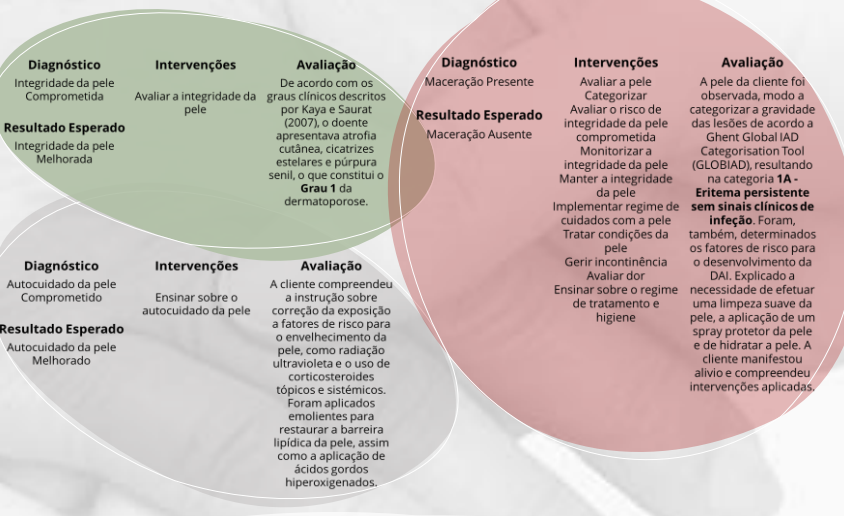 Diagnóstico
Integridade da pele
Comprometida
Resultado Esperado
Integridade da pele
Melhorada
Intervenções
Avaliar a integridade da
pele
Avaliação
De acordo com os
graus clínicos descritos
por Kaya e Saurat
(2007), o doente
apresentava atrofia
cutânea, cicatrizes
estelares e púrpura
senil, o que constitui o
Grau 1 da
dermatoporose.
Diagnóstico
Autocuidado da pele
Comprometido
Resultado Esperado
Autocuidado da pele
Melhorado
Intervenções
Ensinar sobre o
autocuidado da pele
Avaliação
A cliente compreendeu
a instrução sobre
correção da exposição
a fatores de risco para
o envelhecimento da
pele, como radiação
ultravioleta e o uso de
corticosteroides
tópicos e sistémicos.
Foram aplicados
emolientes para
restaurar a barreira
lipídica da pele, assim
como a aplicação de
ácidos gordos
hiperoxigenados.
Diagnóstico
Maceração Presente
Resultado Esperado
Maceração Ausente
Intervenções
Avaliar a pele
Categorizar
Avaliar o risco de
integridade da pele
comprometida
Monitorizar a
integridade da pele
Manter a integridade
da pele
Implementar regime de
cuidados com a pele
Tratar condições da
pele
Gerir incontinência
Avaliar dor
Ensinar sobre o regime
de tratamento e
higiene
Avaliação
A pele da cliente foi
observada, modo a
categorizar a gravidade
das lesões de acordo a
Ghent Global IAD
Categorisation Tool
(GLOBIAD), resultando
na categoria 1A -
Eritema persistente
sem sinais clínicos de
infeção. Foram,
também, determinados
os fatores de risco para
o desenvolvimento da
DAI. Explicado a
necessidade de efetuar
uma limpeza suave da
pele, a aplicação de um
spray protetor da pele
e de hidratar a pele. A
cliente manifestou
alivio e compreendeu
intervenções aplicadas.